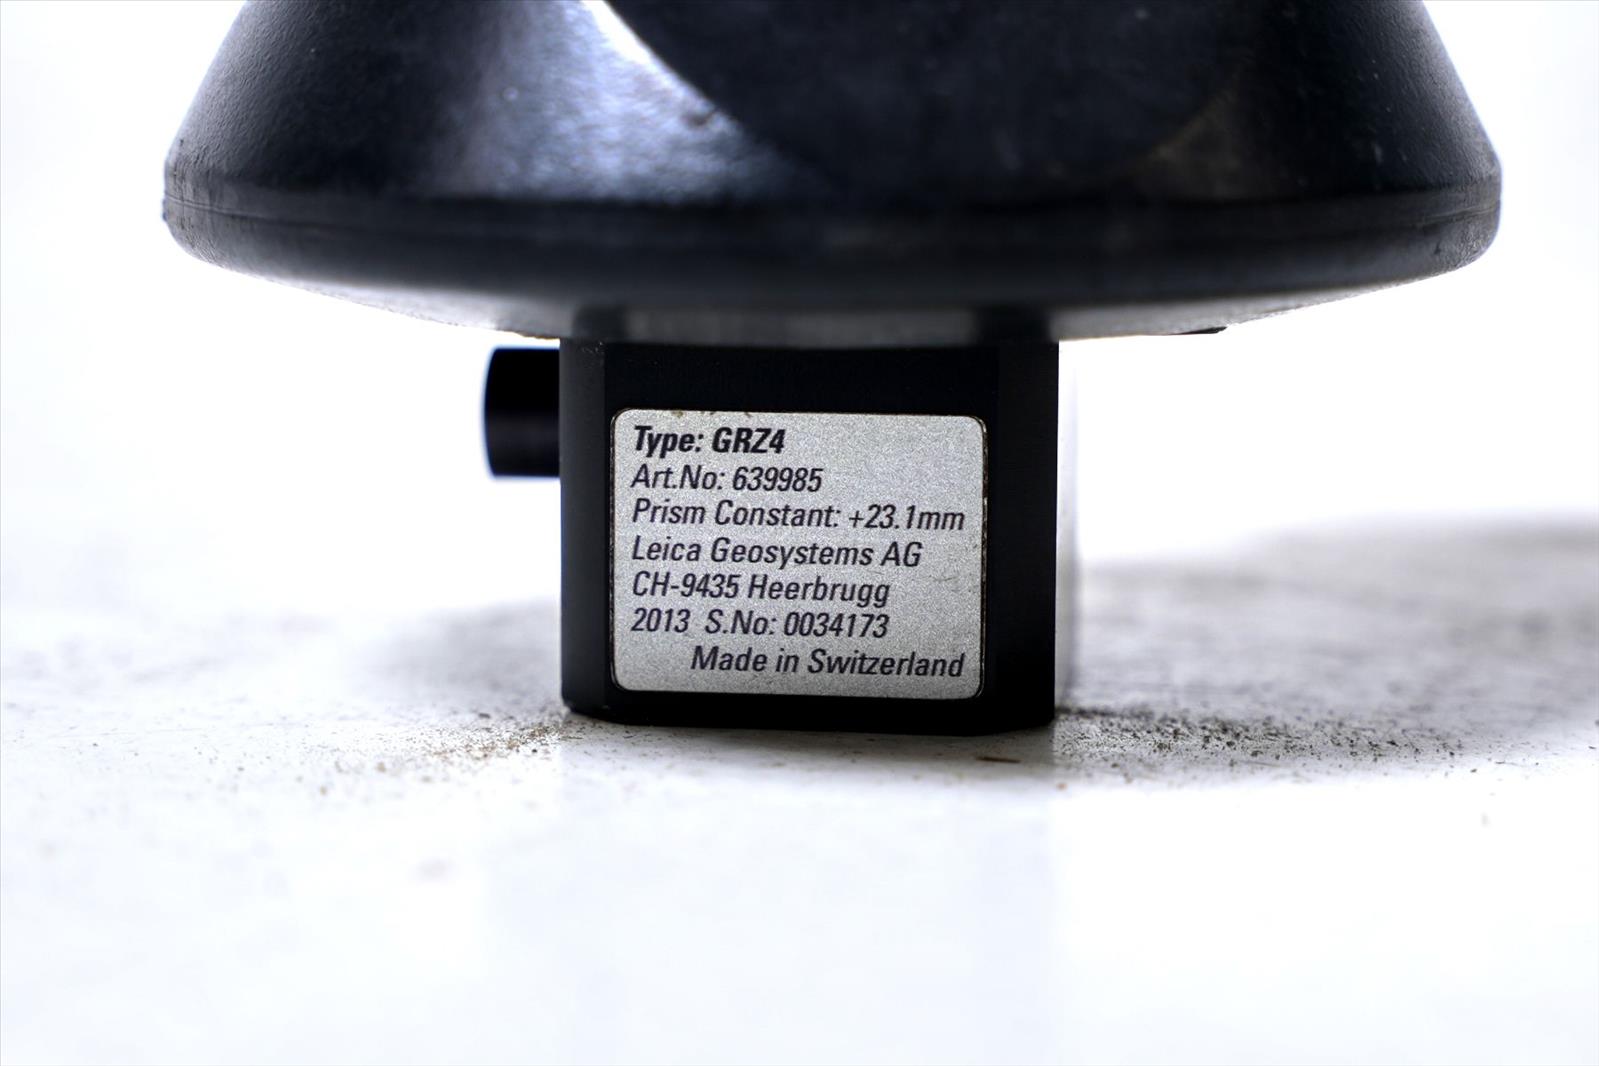 Type: GRZ4
Art.No: 639985
Prism Constant: +23.1mm
Leica Geosystems AG
CH-9435 Heerbrugg
2013 S.No: 0034173
Made in Switzerland